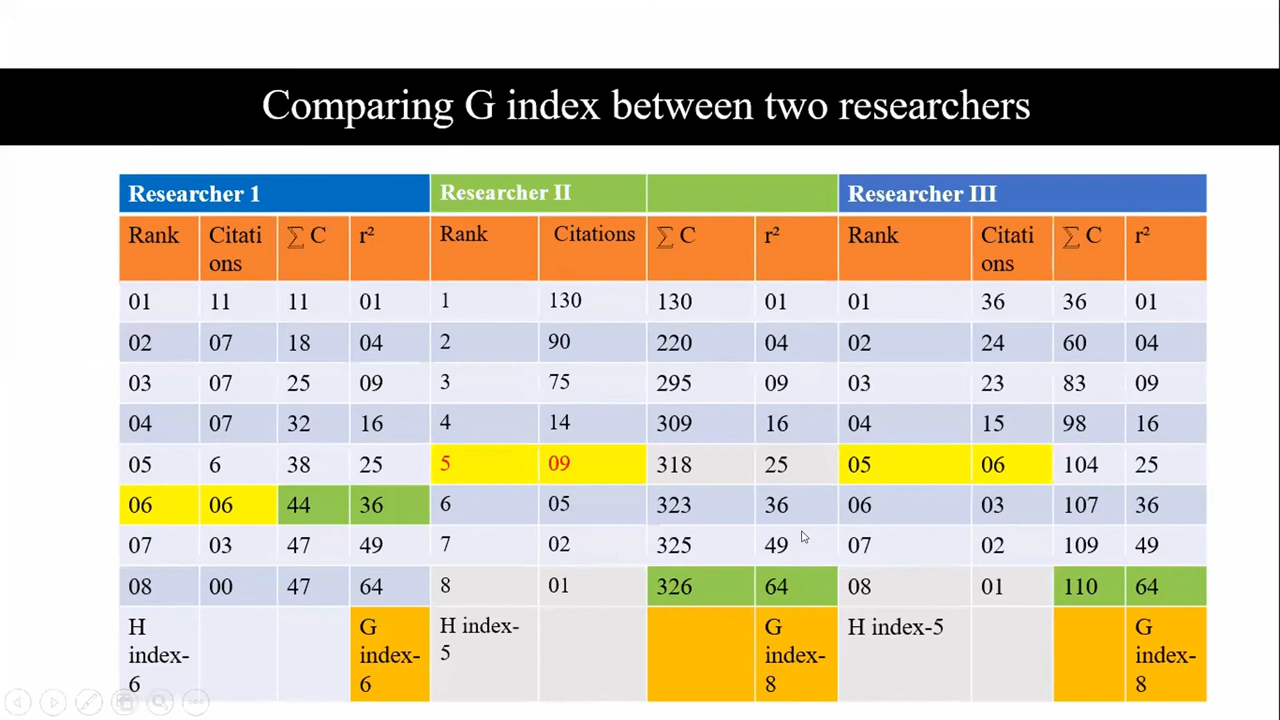 Comparing G index between two researchers
Researcher 1 Researcher II Researcher III
Rank Citati ∑ C r² Rank Citations ∑ C r² Rank Citati ∑ C r²
ons ons
01 11 11 01 1 130 130 01 01 36 36 01
02 07 18 04 2 90 220 04 02 24 60 04
03 07 25 09 3 75 295 09 03 23 83 09
04 07 32 16 4 14 309 16 04 15 98 16
05 6 38 25 5 09 318 25 05 06 104 25
06 06 44 36 6 05 323 36 06 03 107 36
07 03 47 49 7 02 325 49 07 02 109 49
08 00 47 64 8 01 326 64 08 01 110 64
H G H index- G H index-5 G
index- index- 5 index- index-
6 6 8 8